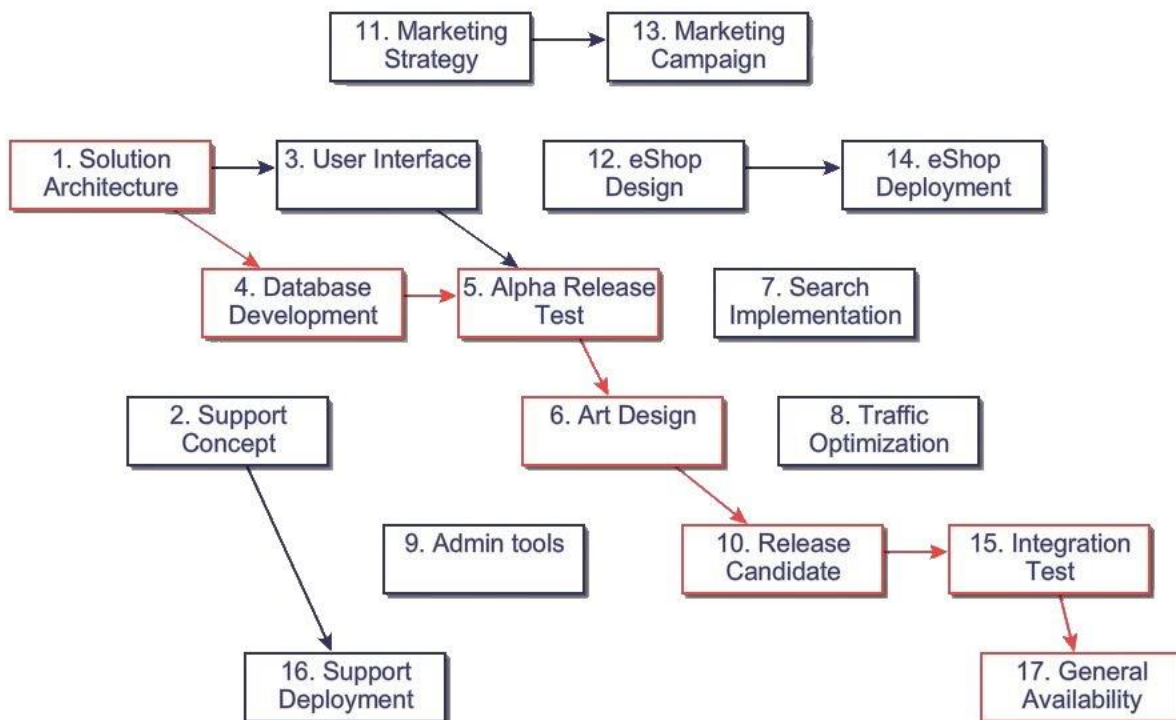 11. Marketing
Strategy
13. Marketing
Campaign
1. Solution
Architecture
3. User Interface
12. eShop
Design
14. eShop
Deployment
4. Database
Development
5. Alpha Release
Test
7. Search
Implementation
2. Support
Concept
6. Art Design
8. Traffic
Optimization
9. Admin tools
10. Release
Candidate
15. Integration
Test
16. Support
Deployment
17. General
Availability